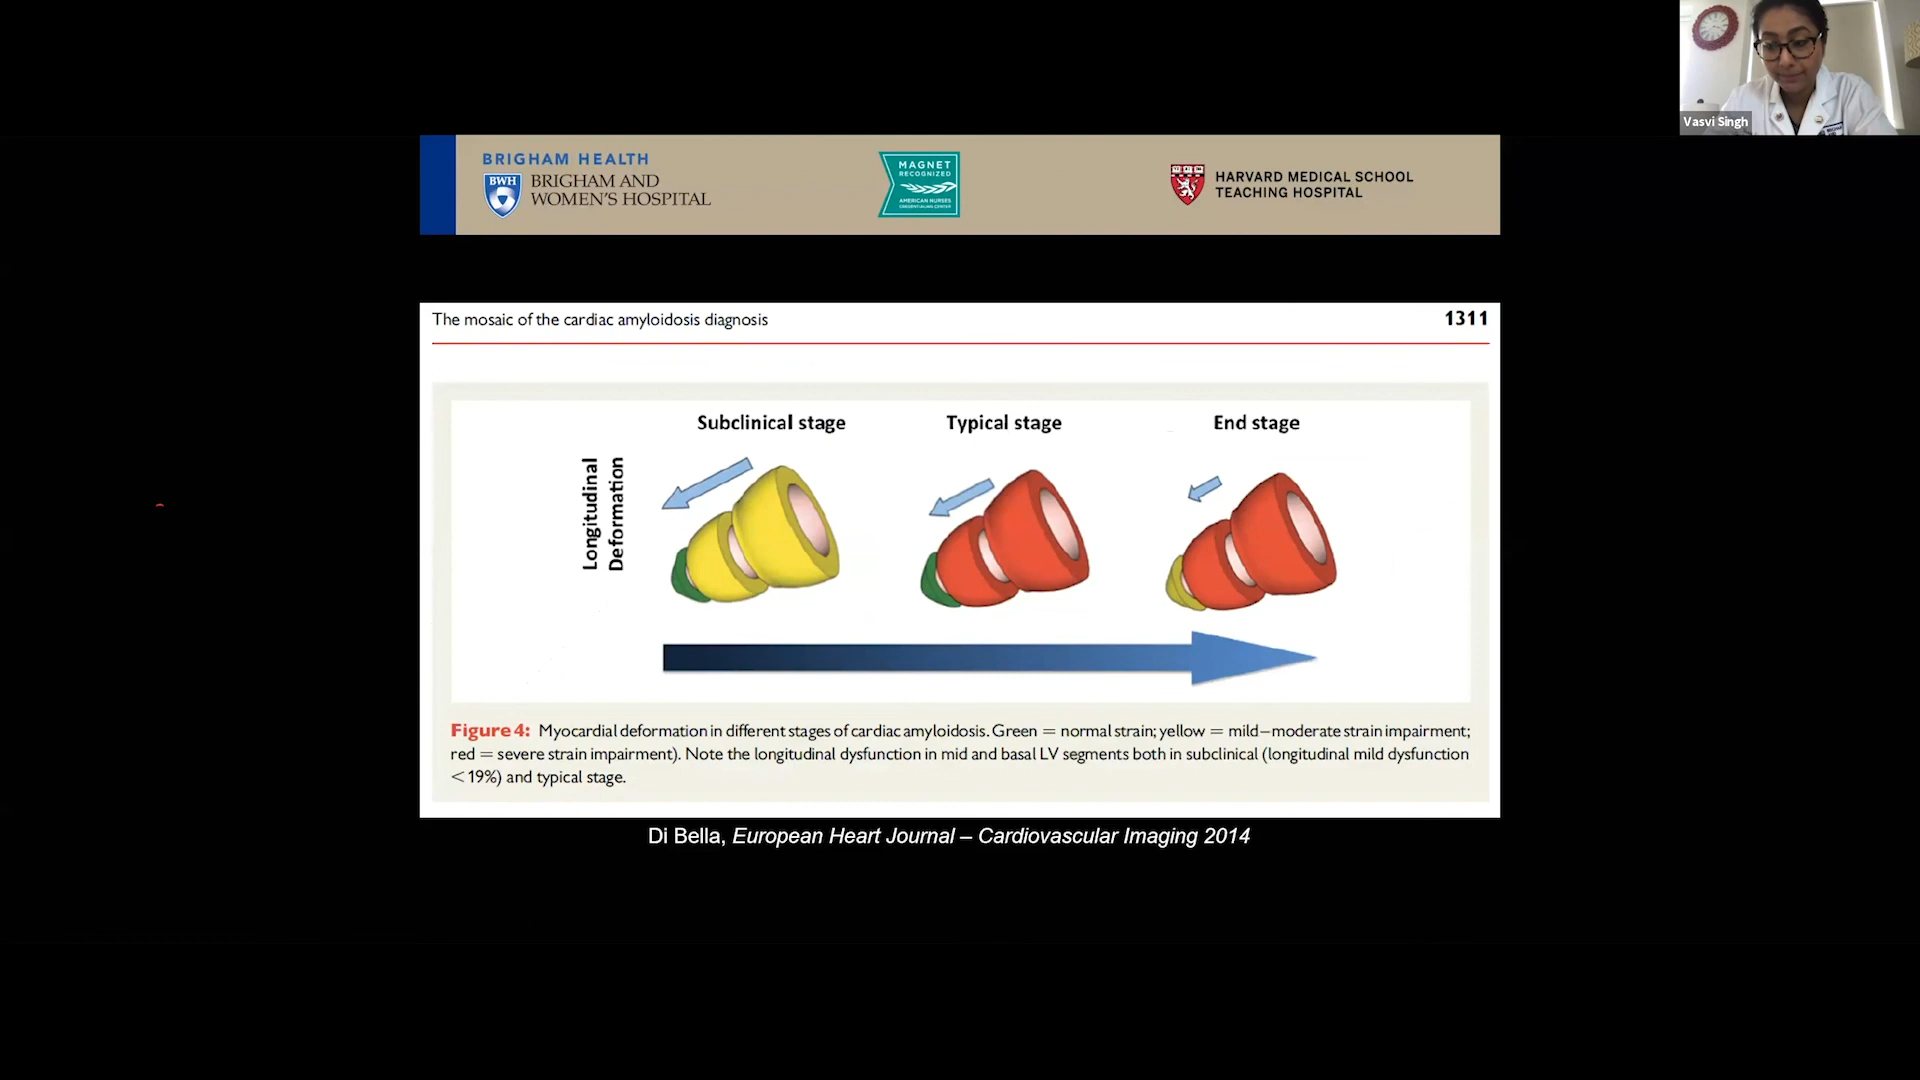 Vasvi Singh
BRIGHAM HEALTH
BWH
BRIGHAM AND
WOMEN'S HOSPITAL
MAGNET
RECOGNIZED
AMERICAN NURSES
CREDENTIALING CENTER
HARVARD MEDICAL SCHOOL
TEACHING HOSPITAL
The mosaic of the cardiac amyloidosis diagnosis
1311
Subclinical stage
Typical stage
End stage
Longitudinal
Deformation
Figure 4: Myocardial deformation in different stages of cardiac amyloidosis. Green = normal strain; yellow = mild–moderate strain impairment;
red = severe strain impairment). Note the longitudinal dysfunction in mid and basal LV segments both in subclinical (longitudinal mild dysfunction
<19%) and typical stage.
Di Bella, European Heart Journal – Cardiovascular Imaging 2014